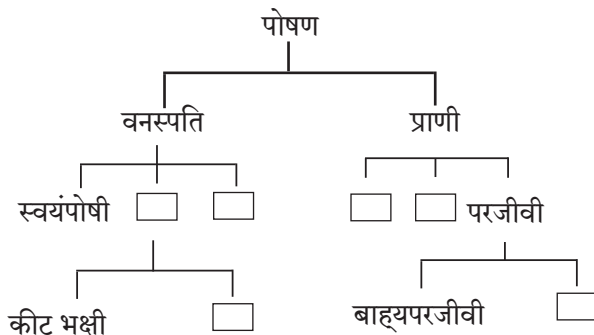 पोषण
वनस्पति प्राणी
स्वयंपोषी परजीवी
कीट भक्षी बाह्यपरजीवी